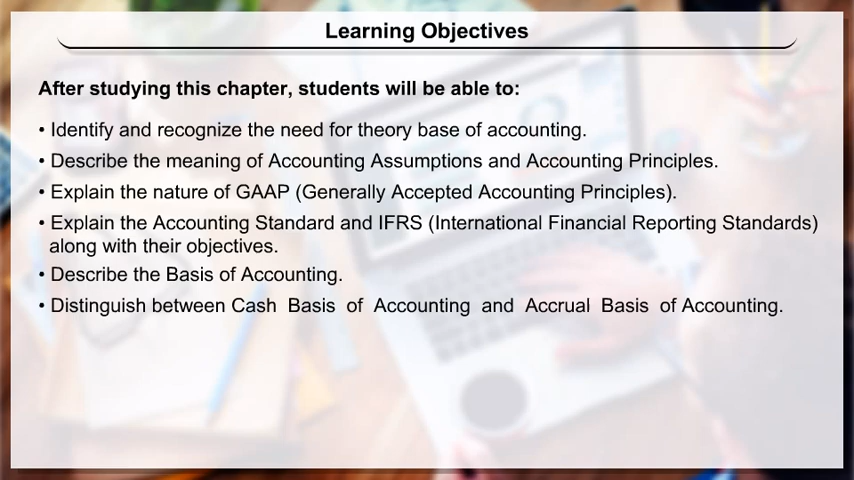 Learning Objectives
After studying this chapter, students will be able to:
• Identify and recognize the need for theory base of accounting.
• Describe the meaning of Accounting Assumptions and Accounting Principles.
• Explain the nature of GAAP (Generally Accepted Accounting Principles).
• Explain the Accounting Standard and IFRS (International Financial Reporting Standards)
along with their objectives.
• Describe the Basis of Accounting.
• Distinguish between Cash Basis of Accounting and Accrual Basis of Accounting.